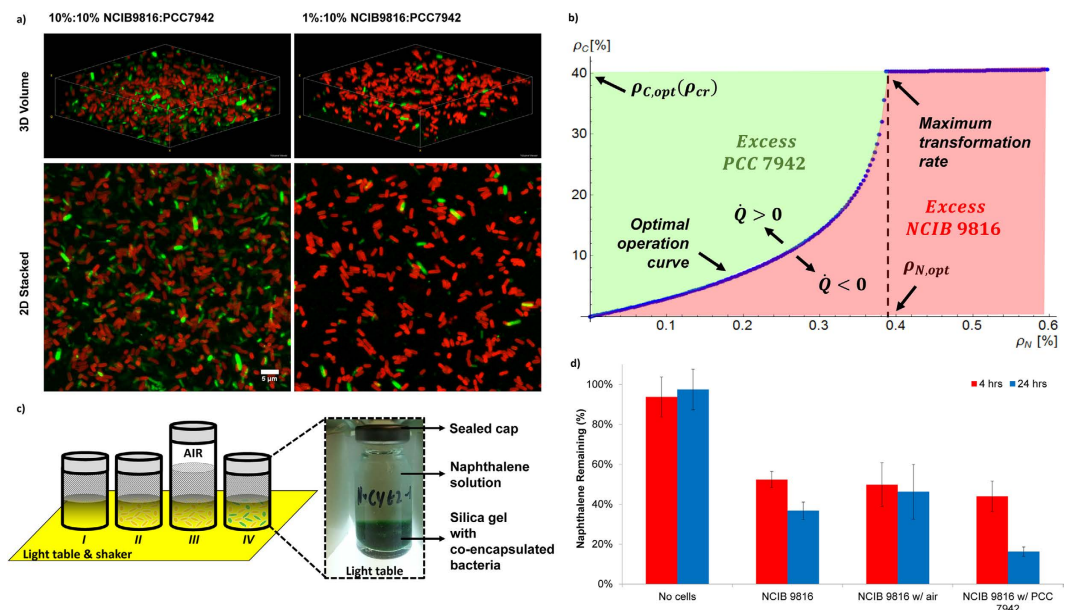 a)
10%:10% NCIB9816:PCC7942
1%:10% NCIB9816:PCC7942
3D Volume
2D Stacked
5 µm
b)
ρC[%]
40
30
20
10
ρC,opt(ρcr)
Excess
PCC 7942
Maximum
transformation
rate
Excess
NCIB 9816
Optimal
operation
curve
Q̇ > 0
Q̇ < 0
ρN,opt
0.1
0.2
0.3
0.4
0.5
0.6
ρN [%]
c)
AIR
I
II
III
IV
Light table & shaker
Sealed cap
Naphthalene
solution
Silica gel
with
co-encapsulated
bacteria
Light table
d)
Naphthalene Remaining (%)
100%
80%
60%
40%
20%
0%
4 hrs
24 hrs
No cells
NCIB 9816
NCIB 9816 w/ air
NCIB 9816 w/ PCC
7942